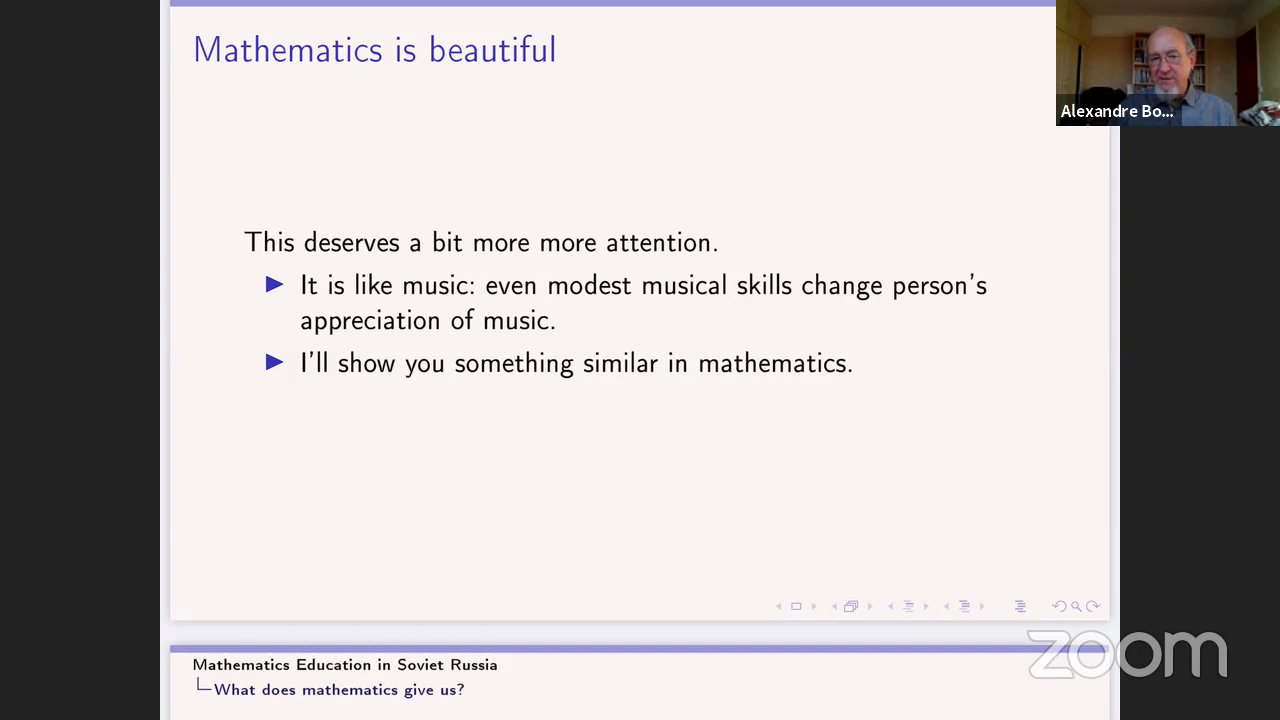 Mathematics is beautiful
Alexandre Bo...
This deserves a bit more more attention.
It is like music: even modest musical skills change person's
appreciation of music.
I'll show you something similar in mathematics.
zoom
Mathematics Education in Soviet Russia
What does mathematics give us?